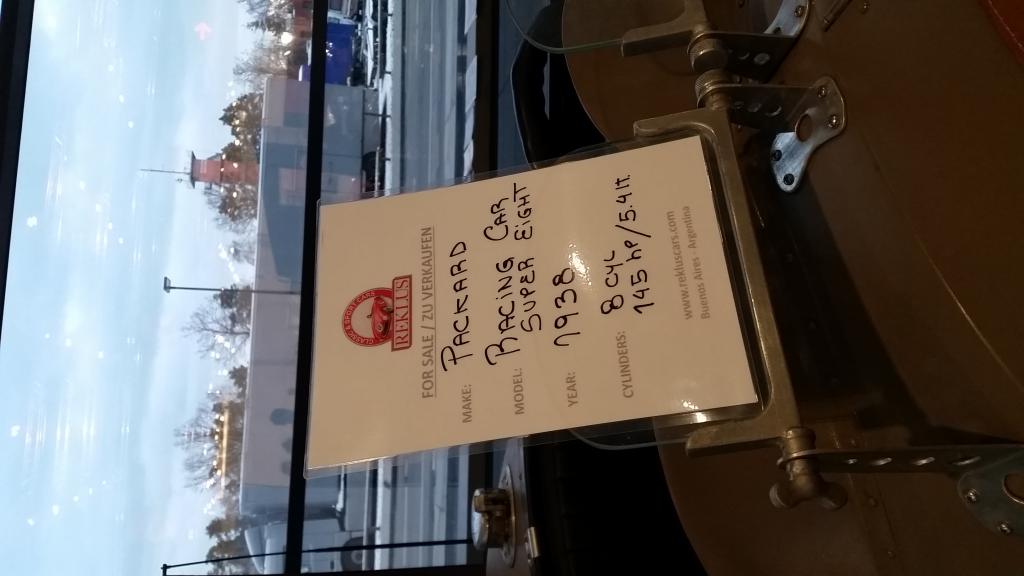 CLASSIC & SPORT CARS
REKLUS
FOR SALE / ZU VERKAUFEN
MAKE: PACKARD
MODEL: RACING CAR
SUPER EIGHT
YEAR: 1938
CYLINDERS: 8 CYL
145 hp/5.4 lt.
www.rekluscars.com
Buenos Aires - Argentina